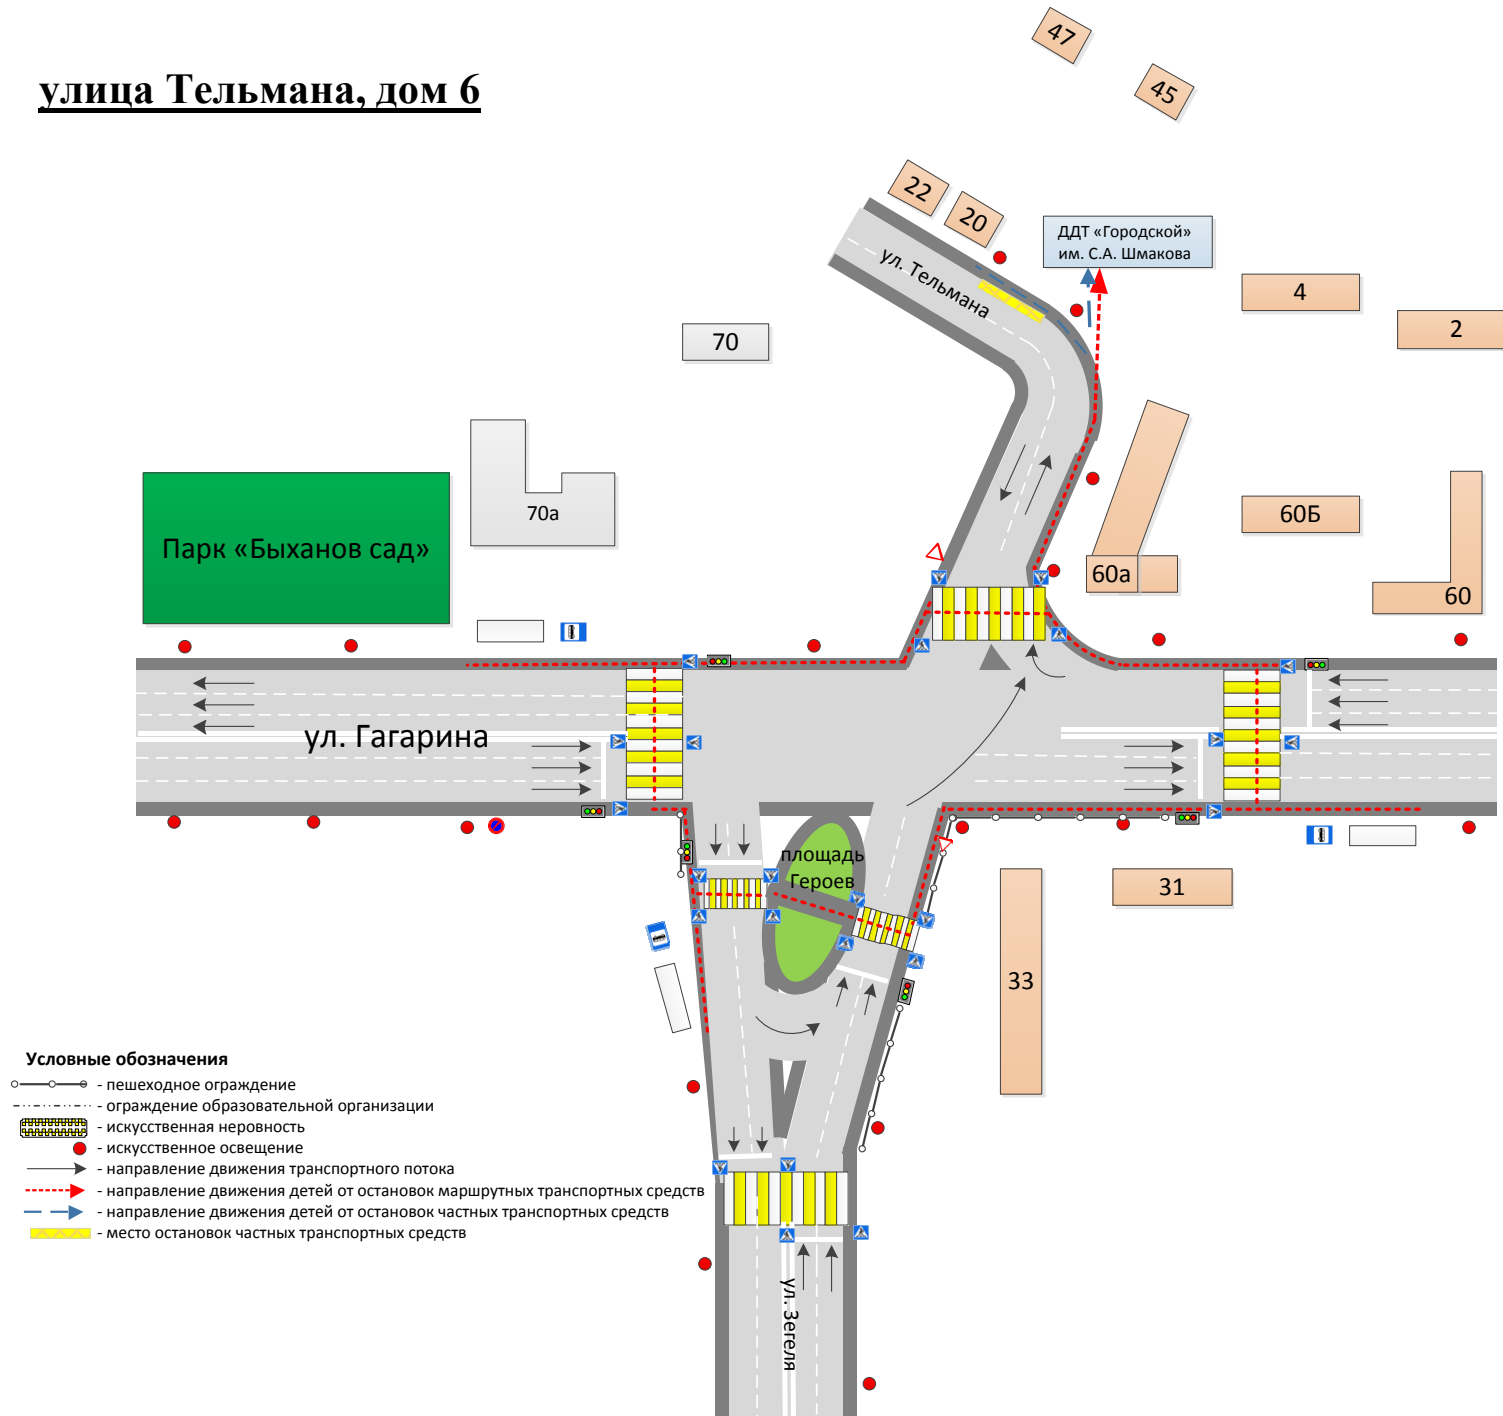 улица Тельмана, дом 6
47
45
22
20
ДДТ «Городской»
им. С.А. Шмакова
ул. Тельмана
4
2
70
70а
Парк «Быханов сад»
60Б
60а
60
ул. Гагарина
площадь
Героев
31
33
Условные обозначения
- пешеходное ограждение
- ограждение образовательной организации
- искусственная неровность
- искусственное освещение
- направление движения транспортного потока
- направление движения детей от остановок маршрутных транспортных средств
- направление движения детей от остановок частных транспортных средств
- место остановок частных транспортных средств
ул. Зегеля